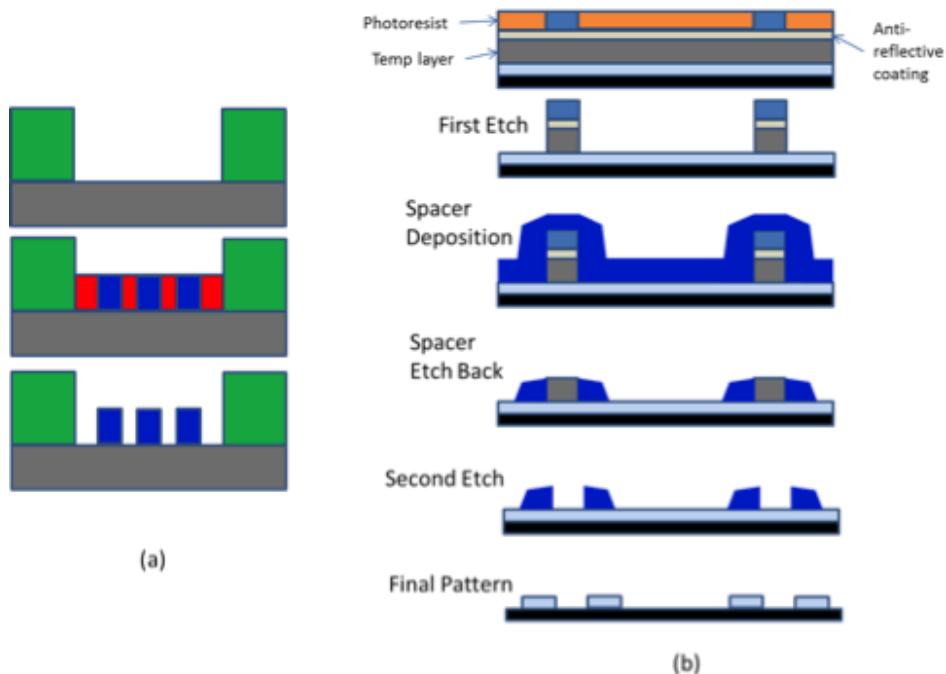 Photoresist
Anti-
reflective
coating
Temp layer
First Etch
Spacer
Deposition
Spacer
Etch Back
Second Etch
(a)
Final Pattern
(b)